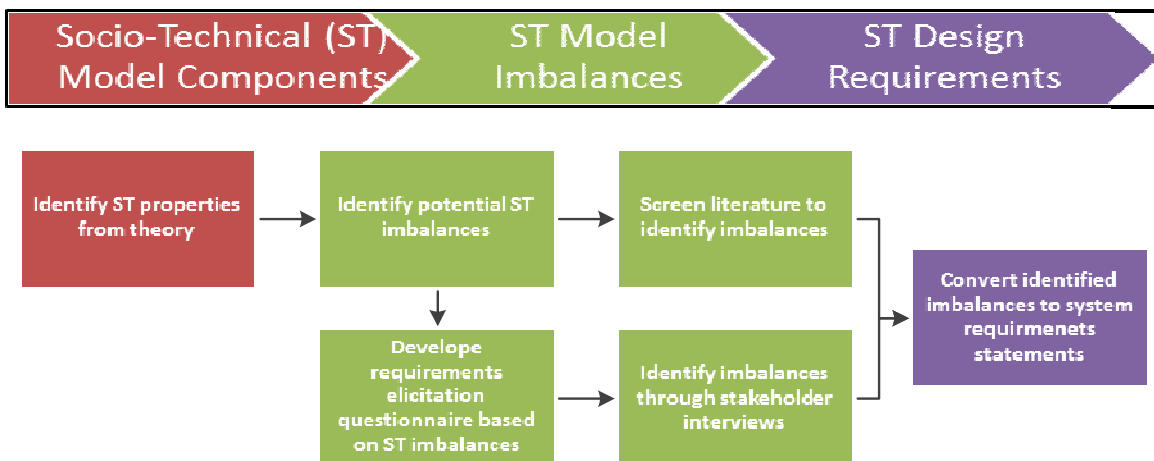 Socio-Technical (ST)
Model Components
ST Model
Imbalances
ST Design
Requirements
Identify ST properties
from theory
Identify potential ST
imbalances
Screen literature to
identify imbalances
Convert identified
imbalances to system
requirmenets
statements
Develope
requirements
elicitation
questionnaire based
on ST imbalances
Identify imbalances
through stakeholder
interviews